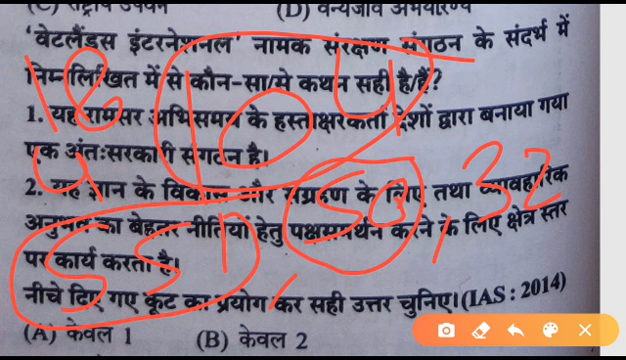 (C) राष्ट्रीय उपवन (D) वन्यजीव अभयारण्य
‘वेटलैंडस इंटरनेशनल’ नामक संरक्षण संगठन के संदर्भ में
निम्नलिखित में से कौन-सा/से कथन सही है/हैं?
1. यह रामसर अभिसमय के हस्ताक्षरकर्ता देशों द्वारा बनाया गया
एक अंतःसरकारी संगठन है।
2. यह ज्ञान के विकास और संग्रहण के लिए तथा व्यावहारिक
अनुभव का बेहतर नीतियों हेतु पक्षसमर्थन करने के लिए क्षेत्र स्तर
पर कार्य करता है।
नीचे दिए गए कूट का प्रयोग कर सही उत्तर चुनिए। (IAS : 2014)
(A) केवल 1 (B) केवल 2